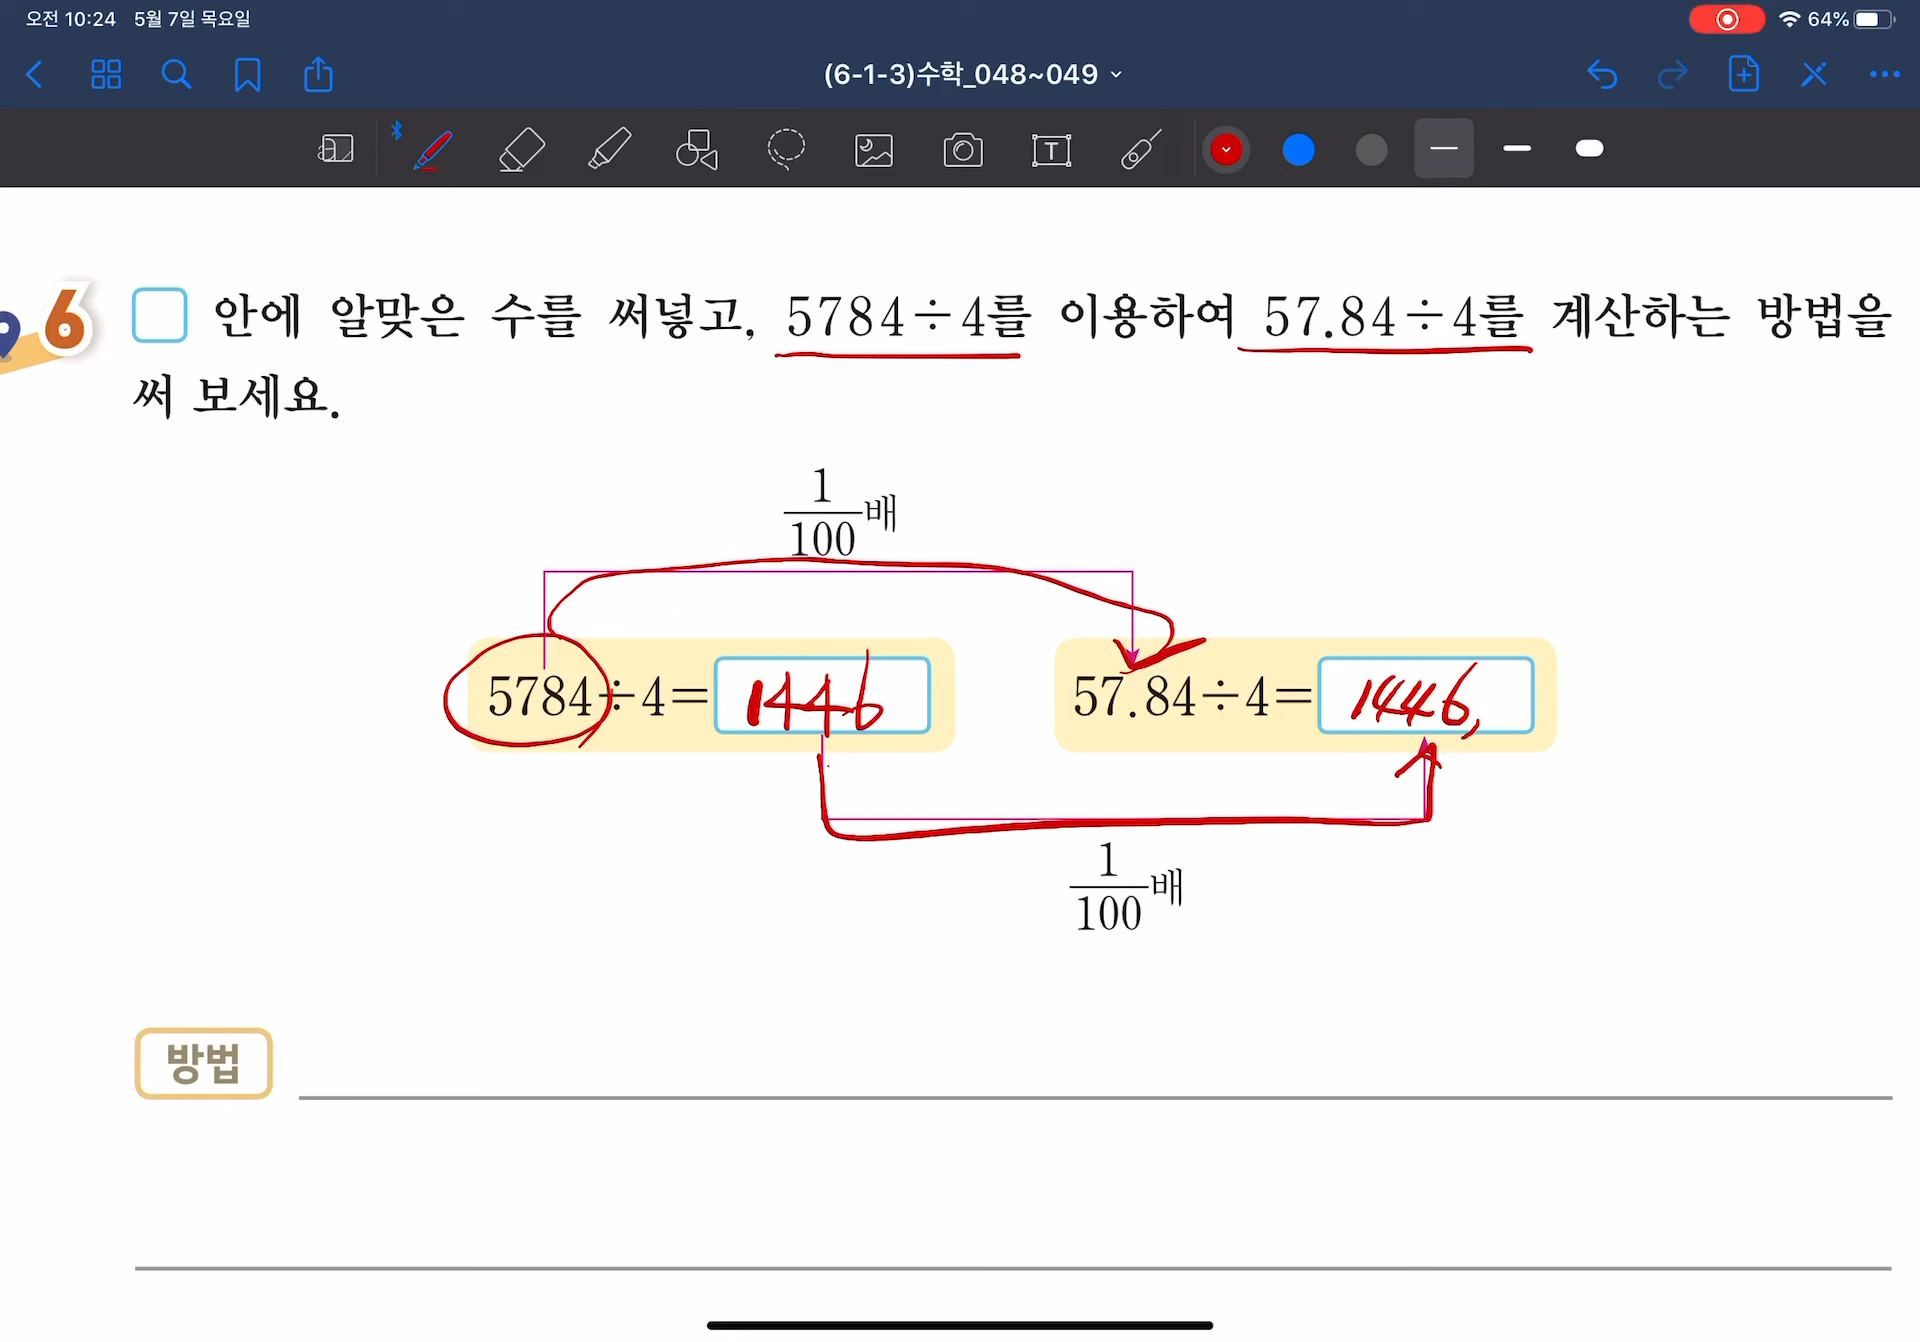 오전 10:24 5월 7일 목요일
64%
(6-1-3)수학_048~049
T
6 □ 안에 알맞은 수를 써넣고, 5784÷4를 이용하여 57.84÷4를 계산하는 방법을
써 보세요.
1/100배
5784÷4= 1446
57.84÷4= 1446,
1/100배
방법